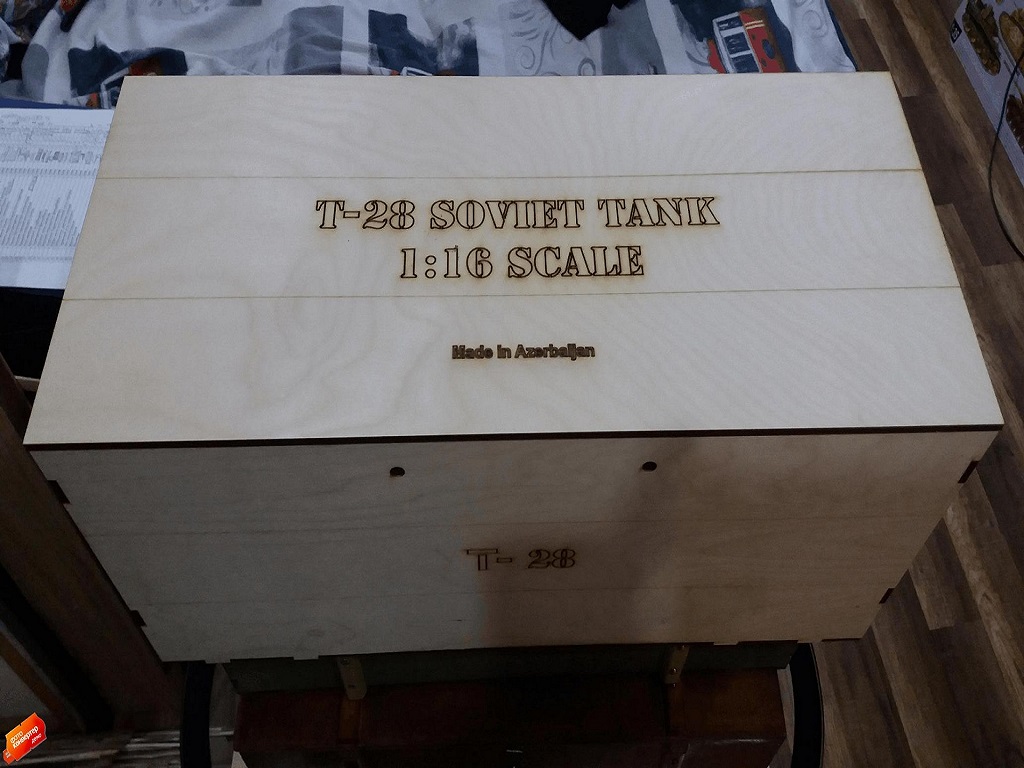 T-28 SOVIET TANK
1:16 SCALE
Made in Azerbaijan
T- 28